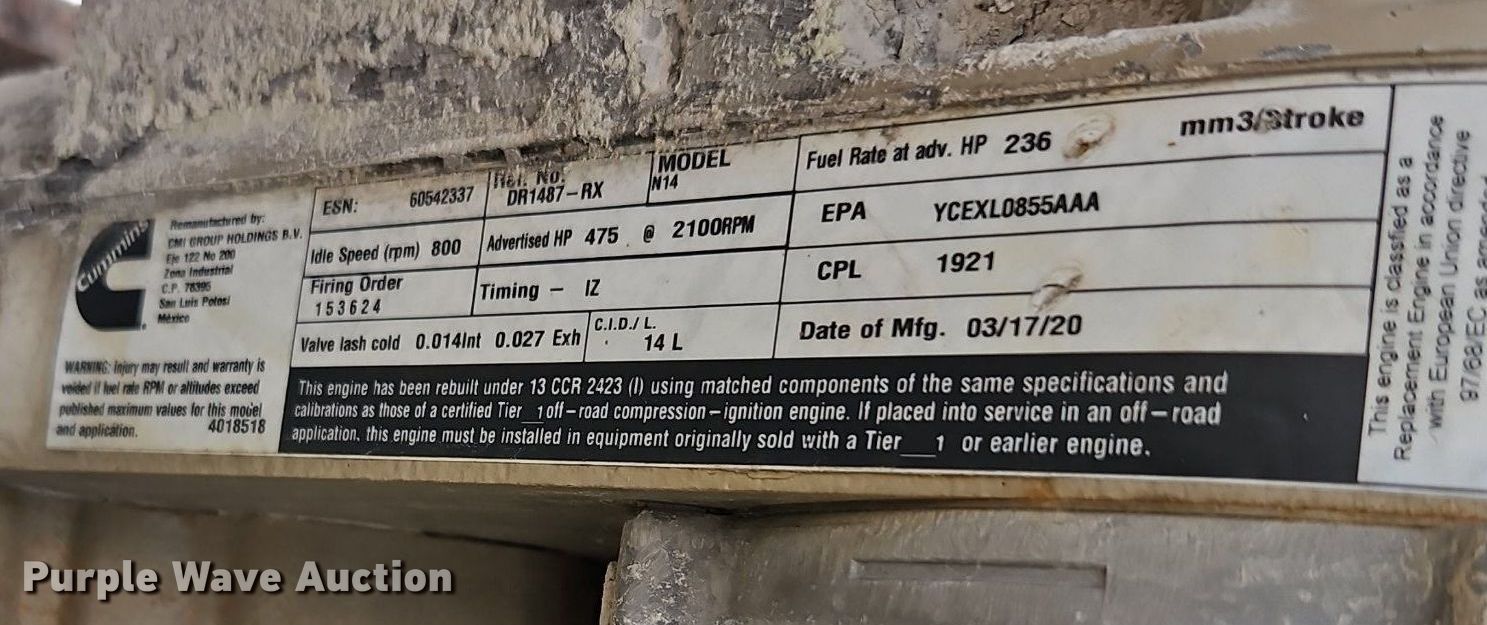 Cummins
Remanufactured by:
CMI GROUP HOLDINGS B.V.
Eje 122 No 200
Zona Industrial
C.P. 78395
San Luis Potosi
México
WARNING: Injury may result and warranty is
voided if fuel rate RPM or altitudes exceed
published maximum values for this model
and application. 4018518
ESN: 60542337
Ref. No.
DR1487-RX
MODEL
N14
Fuel Rate at adv. HP 236 mm3/Stroke
Idle Speed (rpm) 800
Advertised HP 475 @ 2100RPM
EPA YCEXL0855AAA
Firing Order
153624
Timing - IZ
CPL 1921
Valve lash cold 0.014Int 0.027 Exh
C.I.D./ L.
14 L
Date of Mfg. 03/17/20
This engine has been rebuilt under 13 CCR 2423 (l) using matched components of the same specifications and
calibrations as those of a certified Tier 1 off-road compression-ignition engine. If placed into service in an off-road
application, this engine must be installed in equipment originally sold with a Tier 1 or earlier engine.
This engine is classfied as a
Replacement Engine in accordance
with European Union directive
97/68/EC as amended
Purple Wave Auction